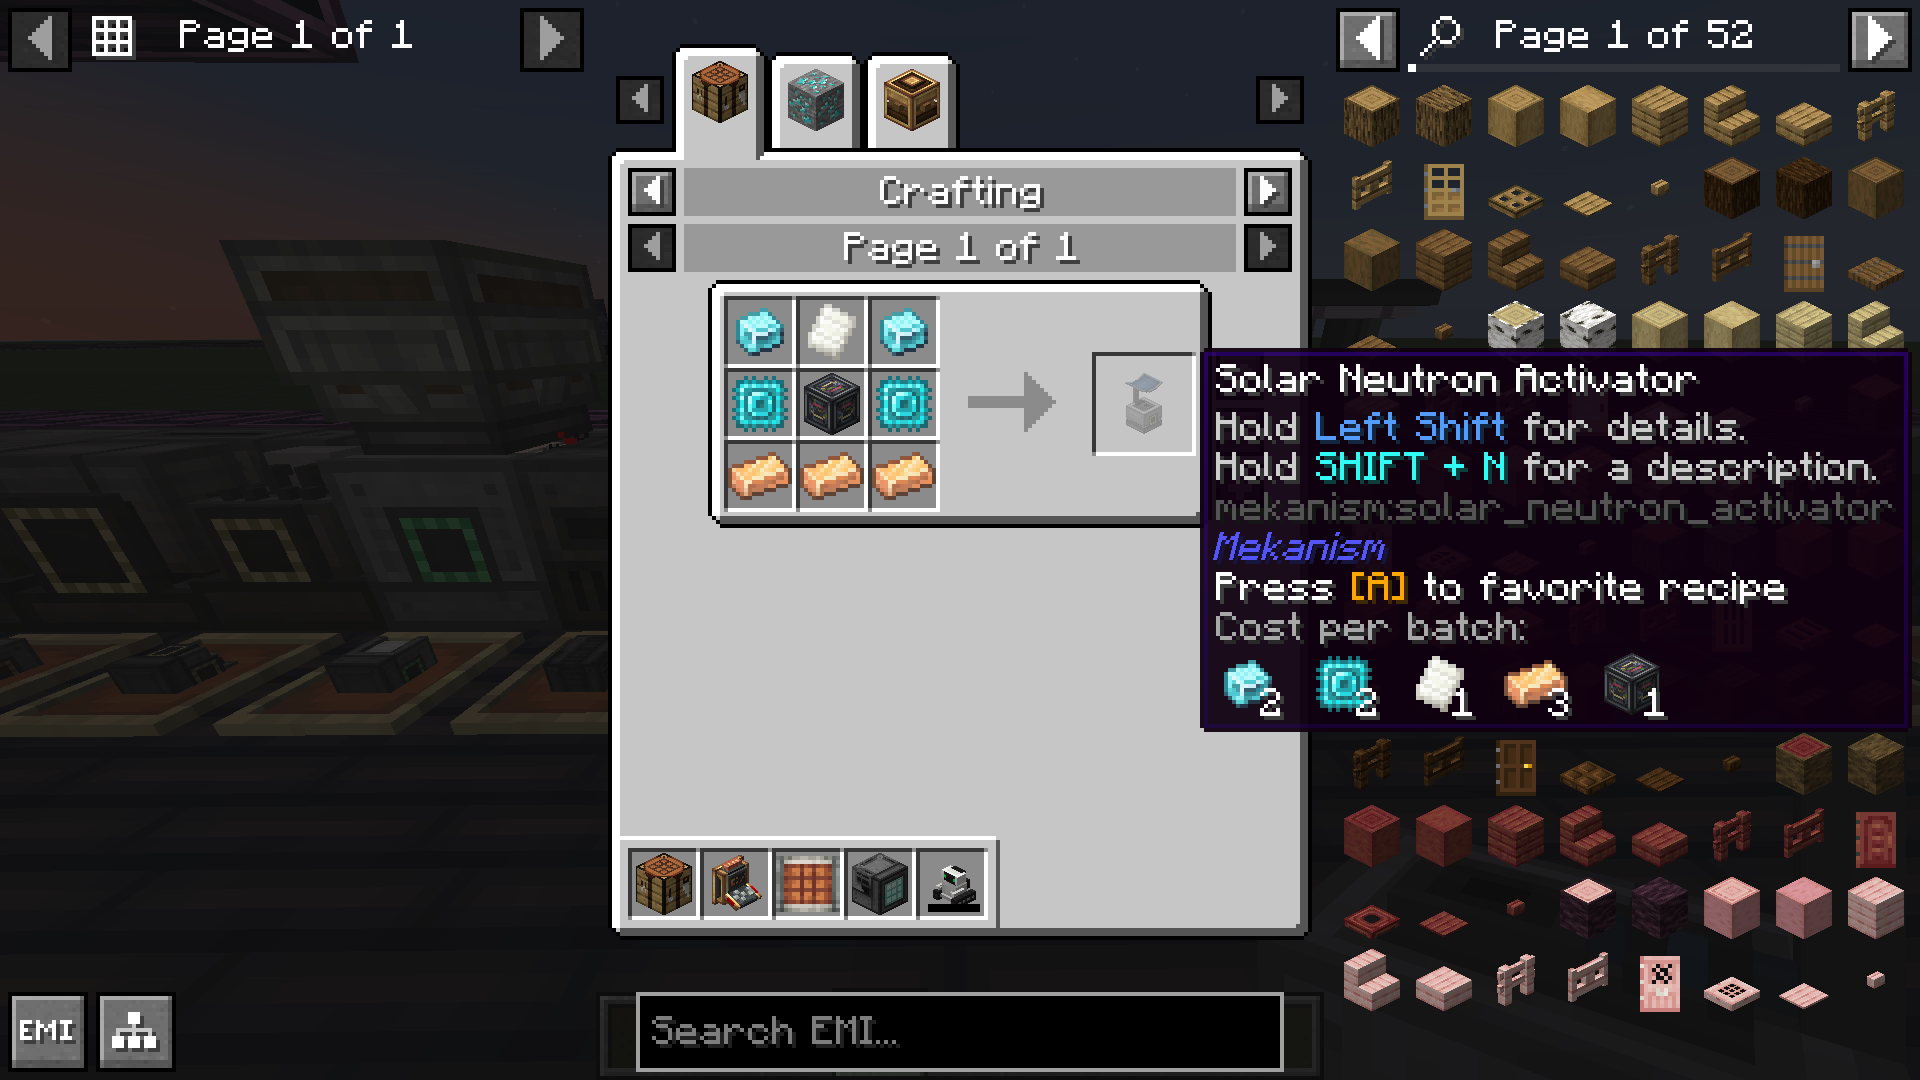 Page 1 of 1
Page 1 of 52
Crafting
Page 1 of 1
Solar Neutron Activator
Hold Left Shift for details.
Hold SHIFT + N for a description.
mekanism:solar_neutron_activator
Mekanism
Press [A] to favorite recipe
Cost per batch:
2 2 1 3 1
EMI
Search EMI...